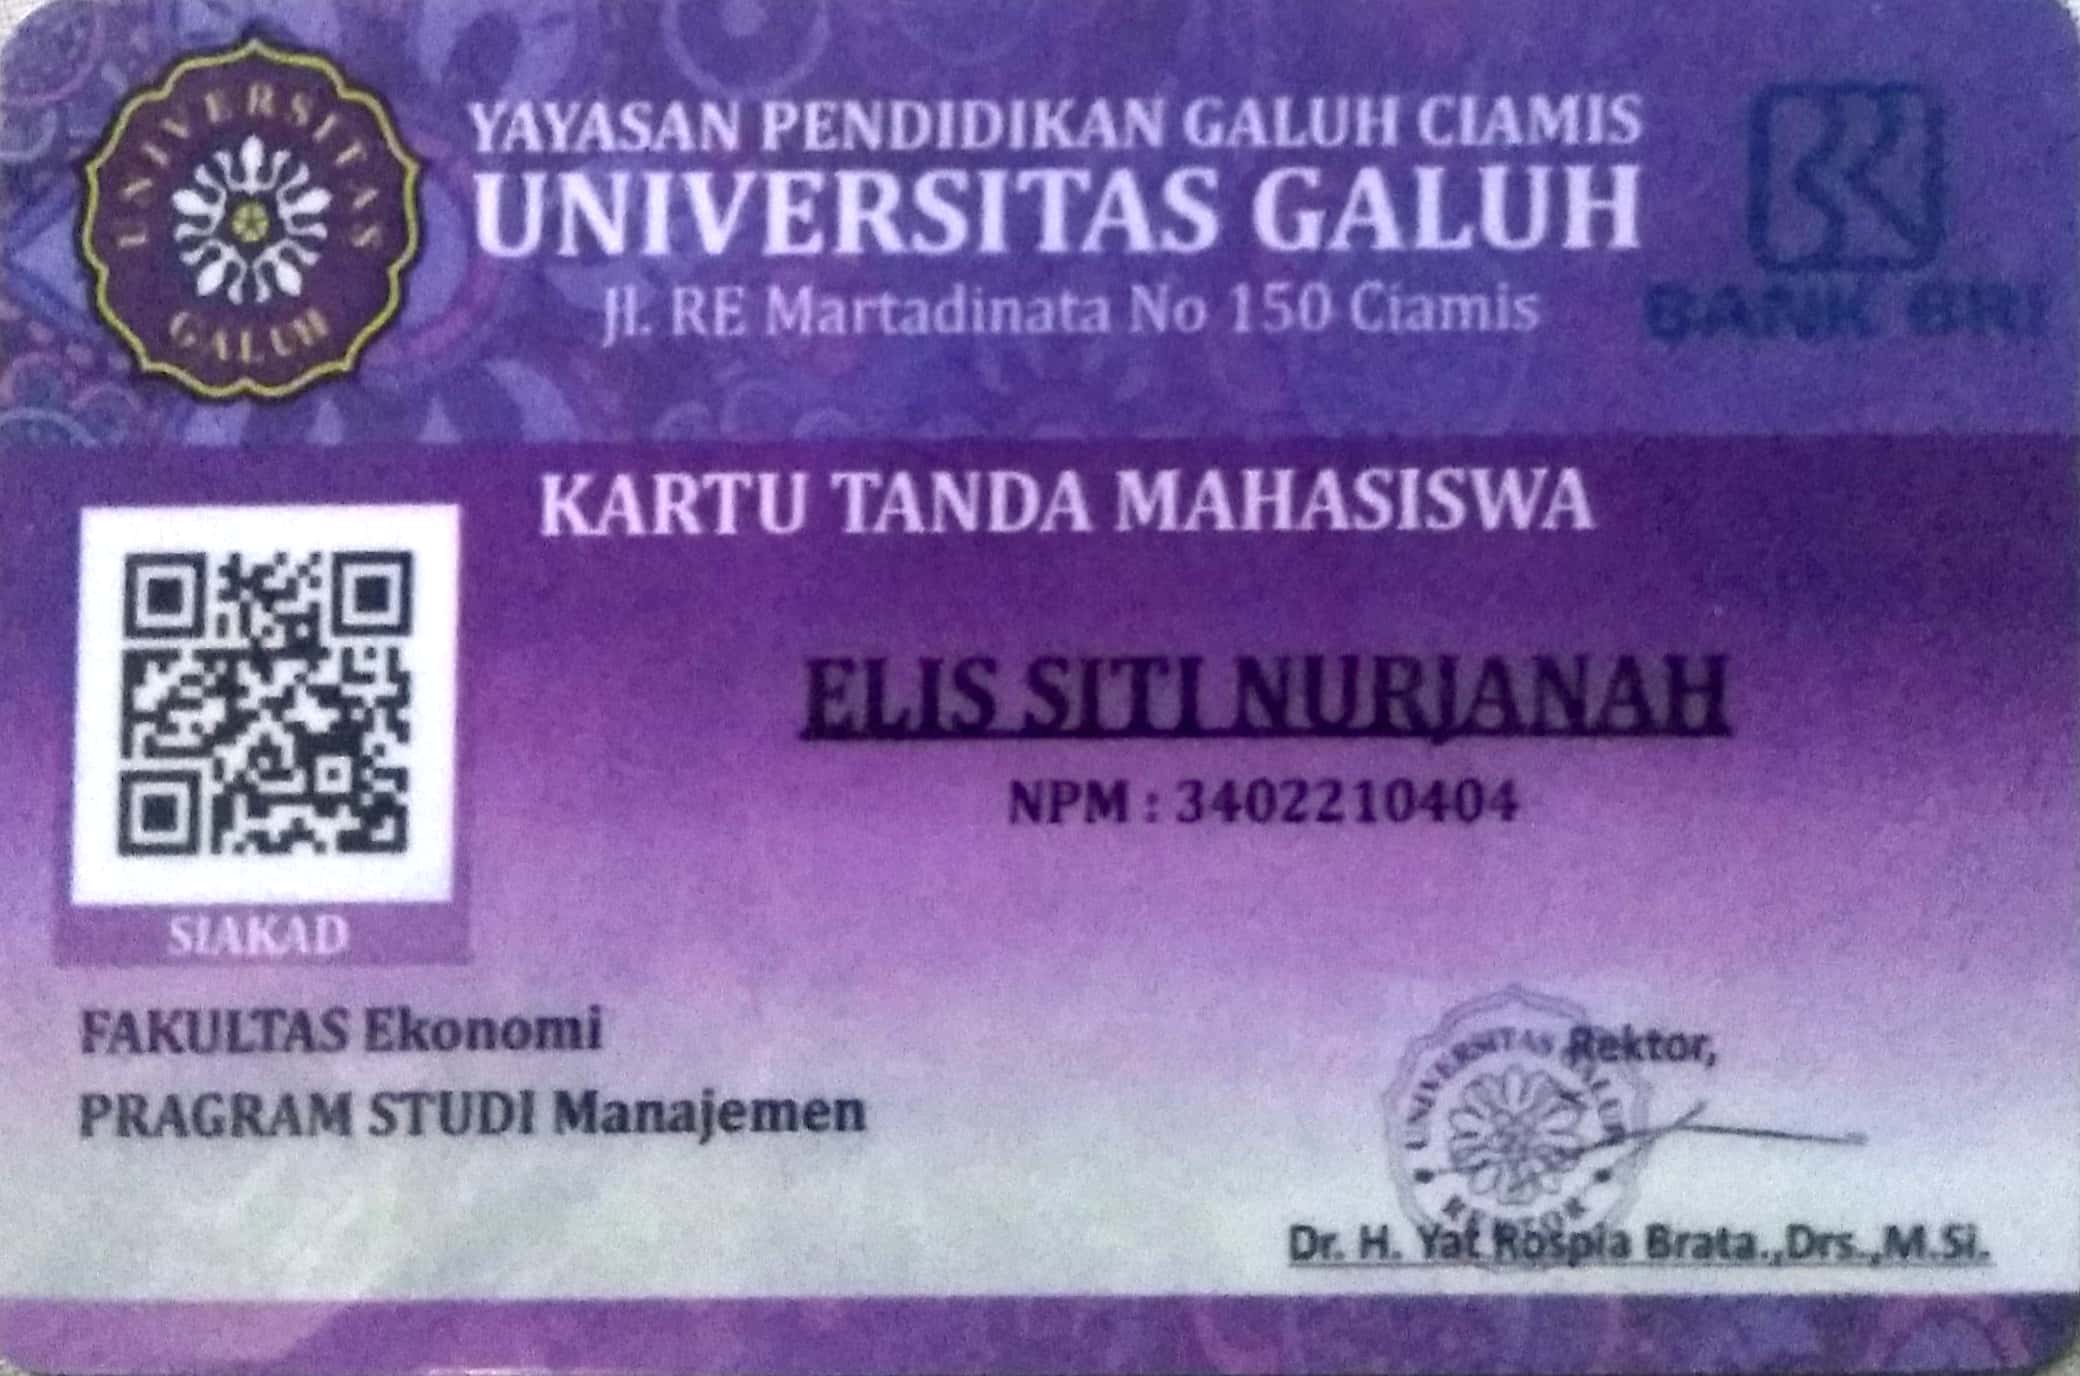 UNIVERSITAS
GALUH
YAYASAN PENDIDIKAN GALUH CIAMIS
UNIVERSITAS GALUH
Jl. RE Martadinata No 150 Ciamis
BANK BRI
KARTU TANDA MAHASISWA
ELIS SITI NURJANAH
NPM : 3402210404
SIAKAD
FAKULTAS Ekonomi
PRAGRAM STUDI Manajemen
Rektor,
UNIVERSITAS GALUH
REKTOR
Dr. H. Yat Rospia Brata.,Drs.,M.Si.